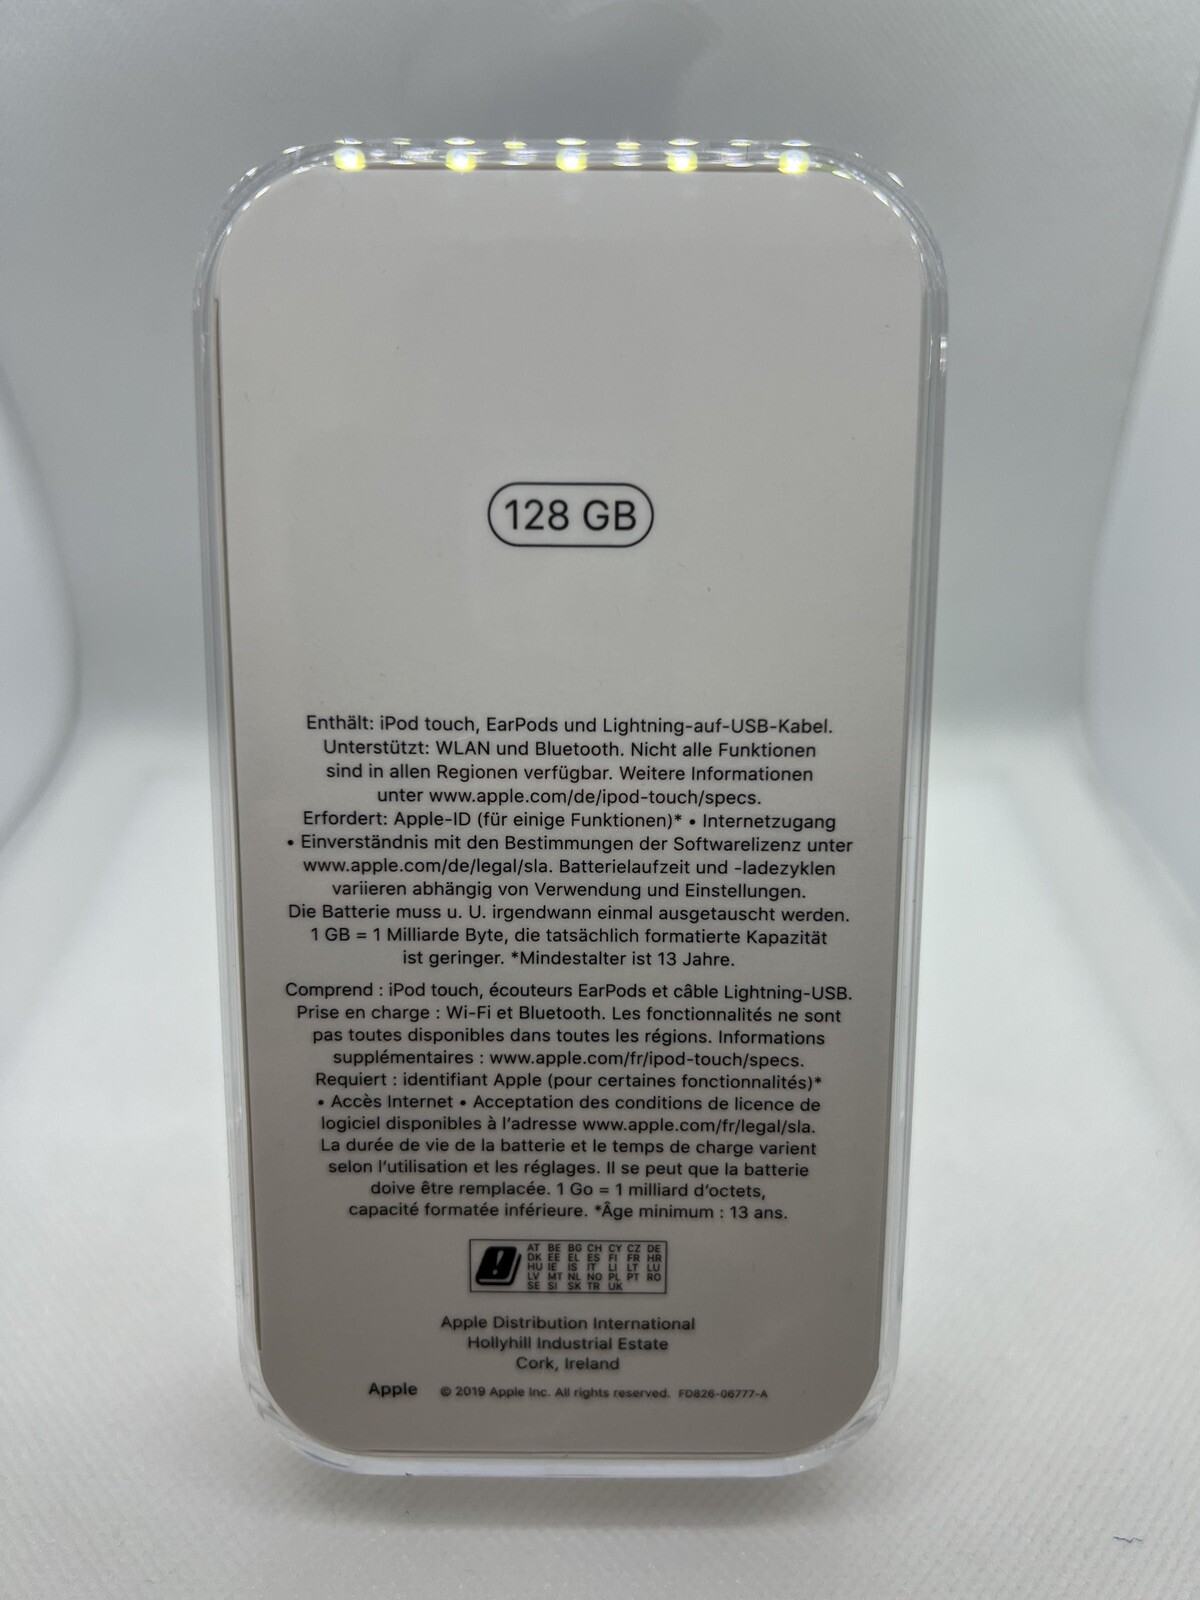 128 GB
Enthält: iPod touch, EarPods und Lightning-auf-USB-Kabel.
Unterstützt: WLAN und Bluetooth. Nicht alle Funktionen
sind in allen Regionen verfügbar. Weitere Informationen
unter www.apple.com/de/ipod-touch/specs.
Erfordert: Apple-ID (für einige Funktionen)* • Internetzugang
• Einverständnis mit den Bestimmungen der Softwarelizenz unter
www.apple.com/de/legal/sla. Batterielaufzeit und -ladezyklen
variieren abhängig von Verwendung und Einstellungen.
Die Batterie muss u. U. irgendwann einmal ausgetauscht werden.
1 GB = 1 Milliarde Byte, die tatsächlich formatierte Kapazität
ist geringer. *Mindestalter ist 13 Jahre.
Comprend : iPod touch, écouteurs EarPods et câble Lightning-USB.
Prise en charge : Wi-Fi et Bluetooth. Les fonctionnalités ne sont
pas toutes disponibles dans toutes les régions. Informations
supplémentaires : www.apple.com/fr/ipod-touch/specs.
Requiert : identifiant Apple (pour certaines fonctionnalités)*
• Accès Internet • Acceptation des conditions de licence de
logiciel disponibles à l’adresse www.apple.com/fr/legal/sla.
La durée de vie de la batterie et le temps de charge varient
selon l’utilisation et les réglages. Il se peut que la batterie
doive être remplacée. 1 Go = 1 milliard d’octets,
capacité formatée inférieure. *Âge minimum : 13 ans.
AT BE BG CH CY CZ DE
DK EE EL ES FI FR HR
HU IE IS IT LI LT LU
LV MT NL NO PL PT RO
SE SI SK TR UK
Apple Distribution International
Hollyhill Industrial Estate
Cork, Ireland
Apple © 2019 Apple Inc. All rights reserved. FD826-06777-A